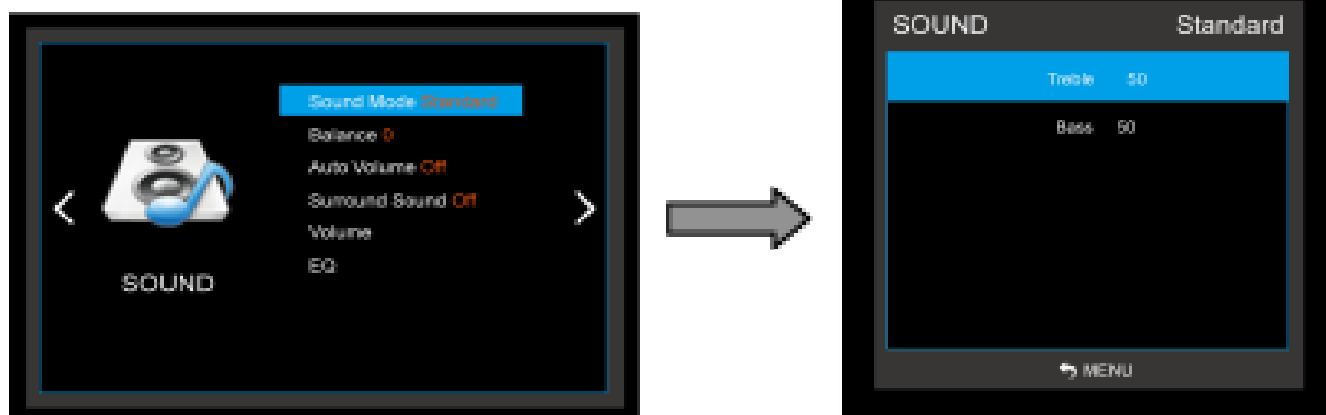 Sound Mode Standard
Balance 0
Auto Volume Off
Surround Sound Off
Volume
EQ
SOUND
SOUND Standard
Treble 50
Bass 50
MENU